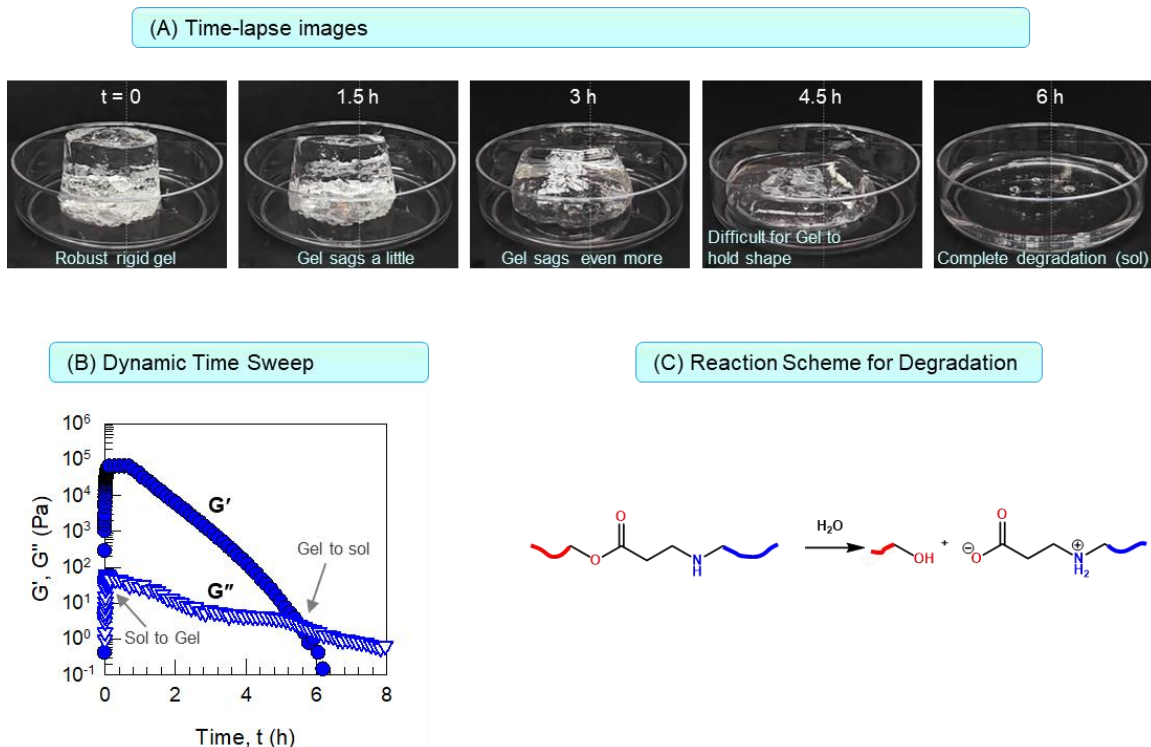 (A) Time-lapse images
t = 0
1.5 h
3 h
4.5 h
6 h
Robust rigid gel
Gel sags a little
Gel sags even more
Difficult for Gel to
hold shape
Complete degradation (sol)
(B) Dynamic Time Sweep
(C) Reaction Scheme for Degradation
G′, G″ (Pa)
10⁶
10⁵
10⁴
10³
10²
10¹
10⁰
10⁻¹
G′
G″
Gel to sol
Sol to Gel
0
2
4
6
8
Time, t (h)
O
O
N
H
H₂O
OH
+
O
⊖O
⊕
N
H₂